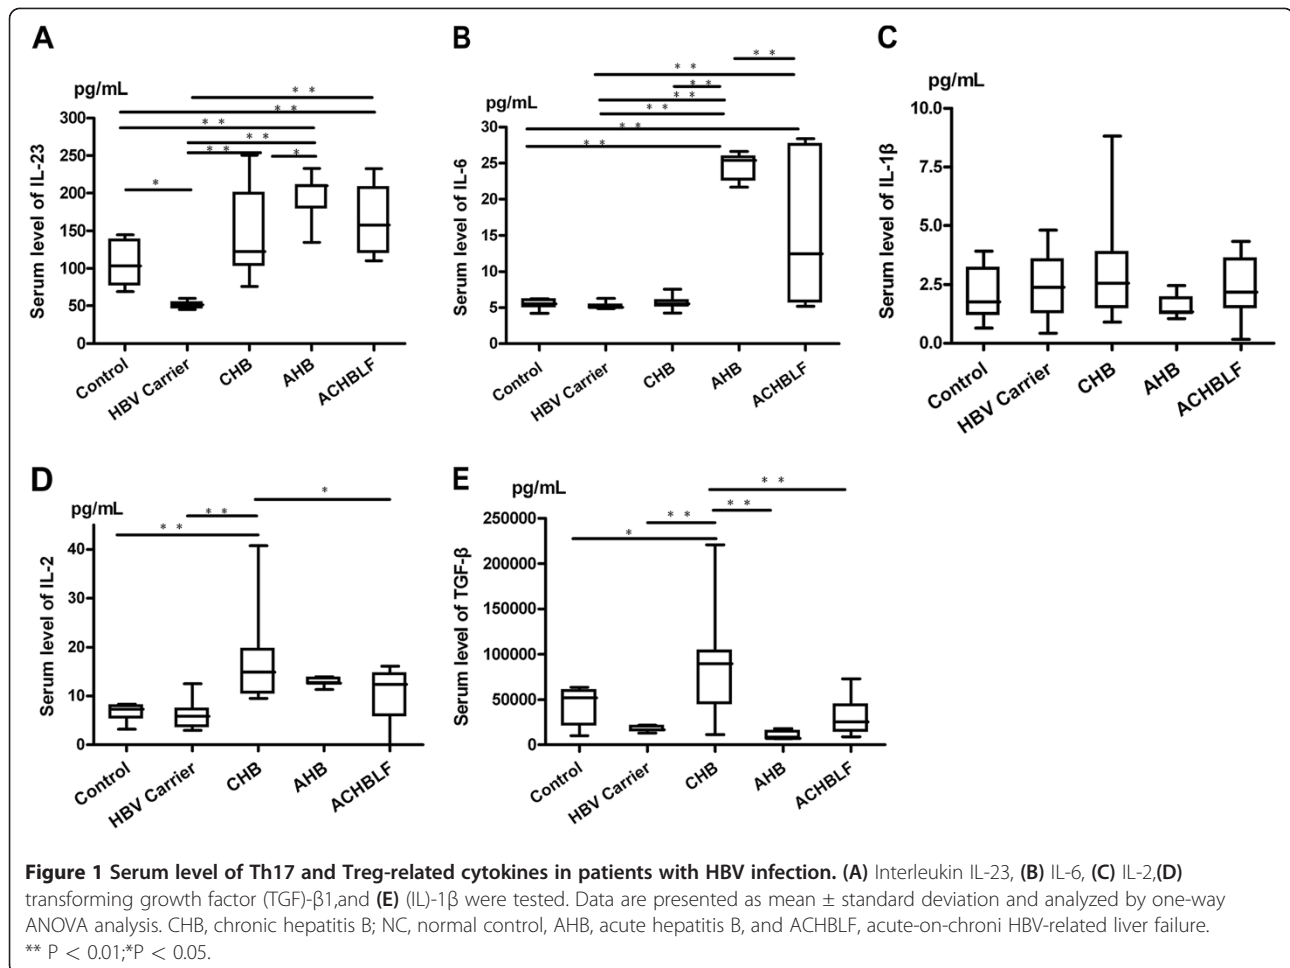 A
B
C
pg/mL
Serum level of IL-23
300
250
200
150
100
50
0
* *
* *
* *
* *
* *
*
*
Control
HBV Carrier
CHB
AHB
ACHBLF
pg/mL
Serum level of IL-6
30
25
20
15
10
5
0
* *
* *
* *
* *
* *
* *
* *
Control
HBV Carrier
CHB
AHB
ACHBLF
pg/mL
Serum level of IL-1β
10.0
7.5
5.0
2.5
0.0
Control
HBV Carrier
CHB
AHB
ACHBLF
D
E
pg/mL
Serum level of IL-2
40
30
20
10
0
*
* *
* *
Control
HBV Carrier
CHB
AHB
ACHBLF
pg/mL
Serum level of TGF-β
250000
200000
150000
100000
50000
0
* *
* *
* *
*
Control
HBV Carrier
CHB
AHB
ACHBLF
Figure 1 Serum level of Th17 and Treg-related cytokines in patients with HBV infection. (A) Interleukin IL-23, (B) IL-6, (C) IL-2,(D)
transforming growth factor (TGF)-β1,and (E) (IL)-1β were tested. Data are presented as mean ± standard deviation and analyzed by one-way
ANOVA analysis. CHB, chronic hepatitis B; NC, normal control, AHB, acute hepatitis B, and ACHBLF, acute-on-chroni HBV-related liver failure.
** P < 0.01;*P < 0.05.